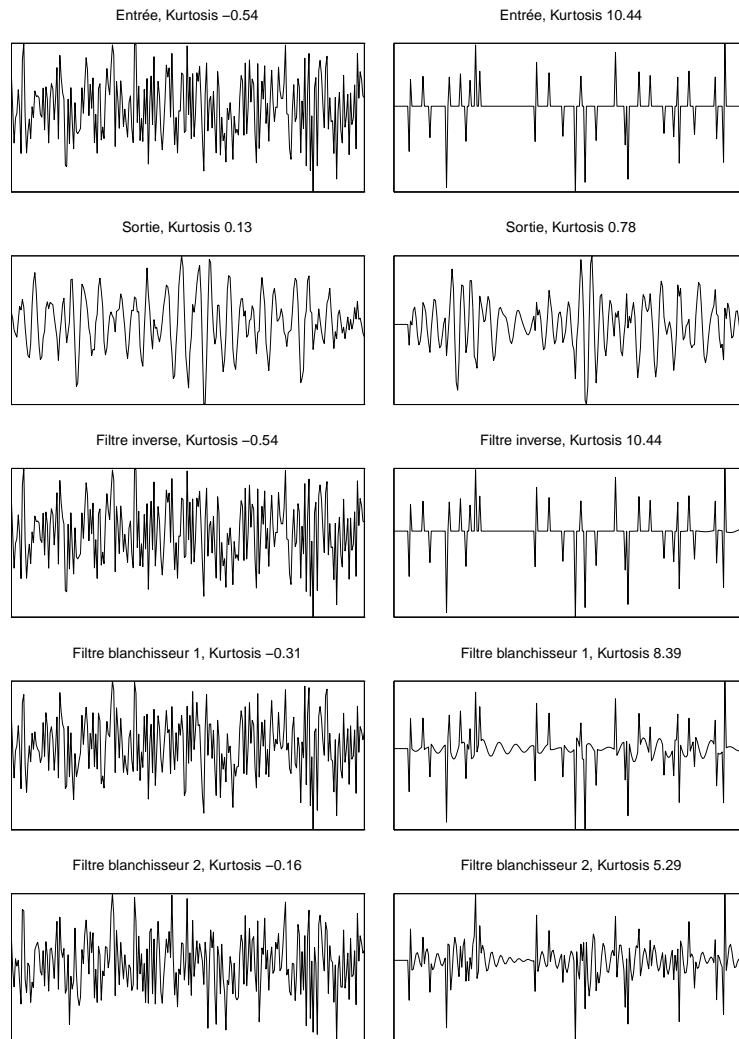 Entrée, Kurtosis −0.54
Entrée, Kurtosis 10.44
Sortie, Kurtosis 0.13
Sortie, Kurtosis 0.78
Filtre inverse, Kurtosis −0.54
Filtre inverse, Kurtosis 10.44
Filtre blanchisseur 1, Kurtosis −0.31
Filtre blanchisseur 1, Kurtosis 8.39
Filtre blanchisseur 2, Kurtosis −0.16
Filtre blanchisseur 2, Kurtosis 5.29